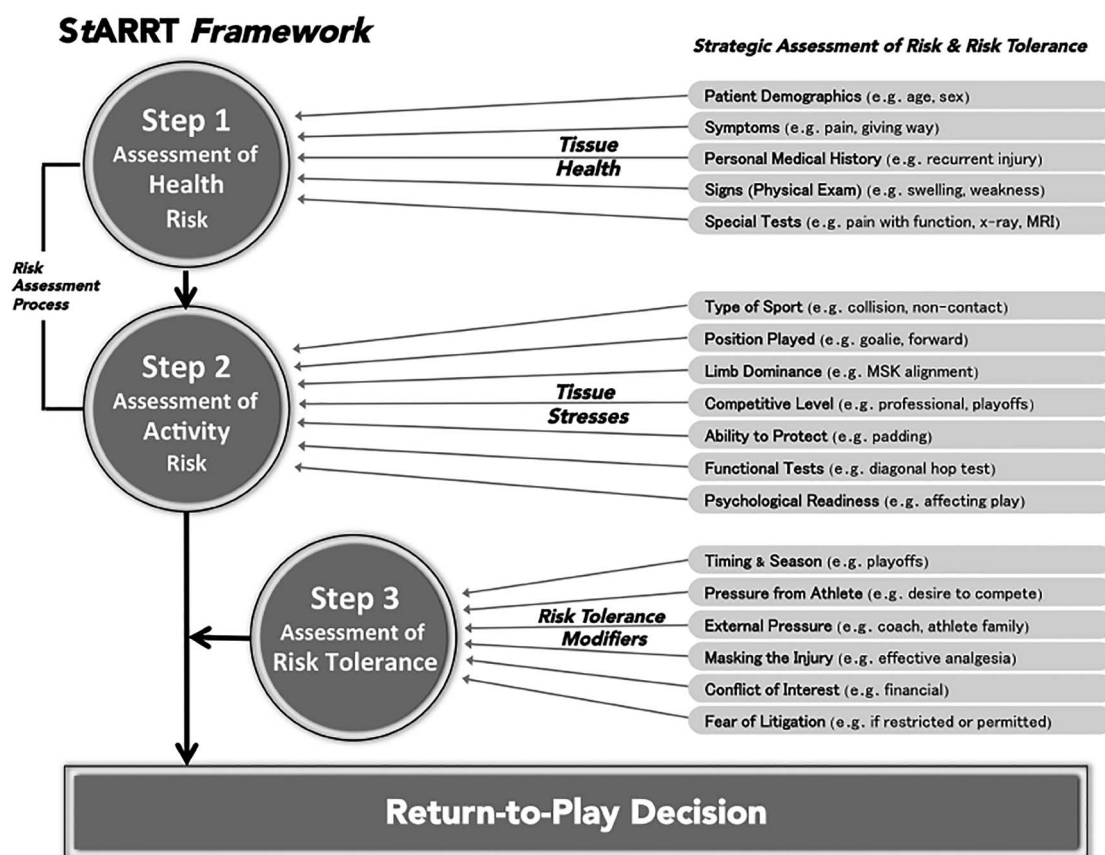 StARRT Framework
Strategic Assessment of Risk & Risk Tolerance
Step 1
Assessment of
Health
Risk
Tissue
Health
Patient Demographics (e.g. age, sex)
Symptoms (e.g. pain, giving way)
Personal Medical History (e.g. recurrent injury)
Signs (Physical Exam) (e.g. swelling, weakness)
Special Tests (e.g. pain with function, x-ray, MRI)
Risk
Assessment
Process
Step 2
Assessment of
Activity
Risk
Tissue
Stresses
Type of Sport (e.g. collision, non-contact)
Position Played (e.g. goalie, forward)
Limb Dominance (e.g. MSK alignment)
Competitive Level (e.g. professional, playoffs)
Ability to Protect (e.g. padding)
Functional Tests (e.g. diagonal hop test)
Psychological Readiness (e.g. affecting play)
Step 3
Assessment of
Risk Tolerance
Risk Tolerance
Modifiers
Timing & Season (e.g. playoffs)
Pressure from Athlete (e.g. desire to compete)
External Pressure (e.g. coach, athlete family)
Masking the Injury (e.g. effective analgesia)
Conflict of Interest (e.g. financial)
Fear of Litigation (e.g. if restricted or permitted)
Return-to-Play Decision